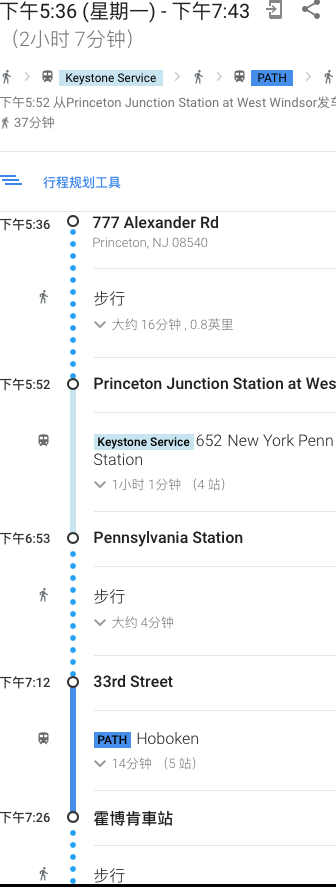 下午5:36 (星期一) - 下午7:43
(2小时 7分钟)
Keystone Service PATH
下午5:52 从Princeton Junction Station at West Windsor发车
37分钟
行程规划工具
下午5:36 777 Alexander Rd
Princeton, NJ 08540
步行
大约 16分钟 , 0.8英里
下午5:52 Princeton Junction Station at Wes
Keystone Service 652 New York Penn
Station
1小时 1分钟 (4 站)
下午6:53 Pennsylvania Station
步行
大约 4分钟
下午7:12 33rd Street
PATH Hoboken
14分钟 (5 站)
下午7:26 霍博肯車站
步行